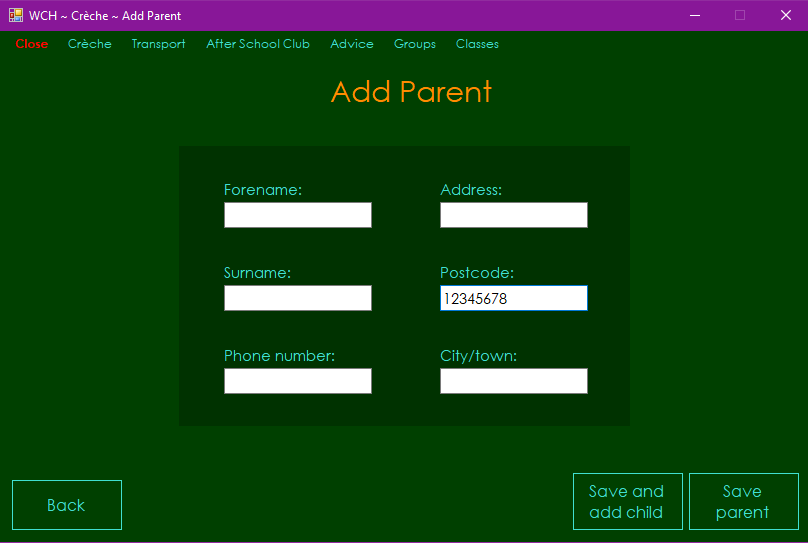 WCH ~ Crèche ~ Add Parent
Close Crèche Transport After School Club Advice Groups Classes
Add Parent
Forename: Address:
Surname: Postcode:
12345678
Phone number: City/town:
Back
Save and
add child
Save
parent